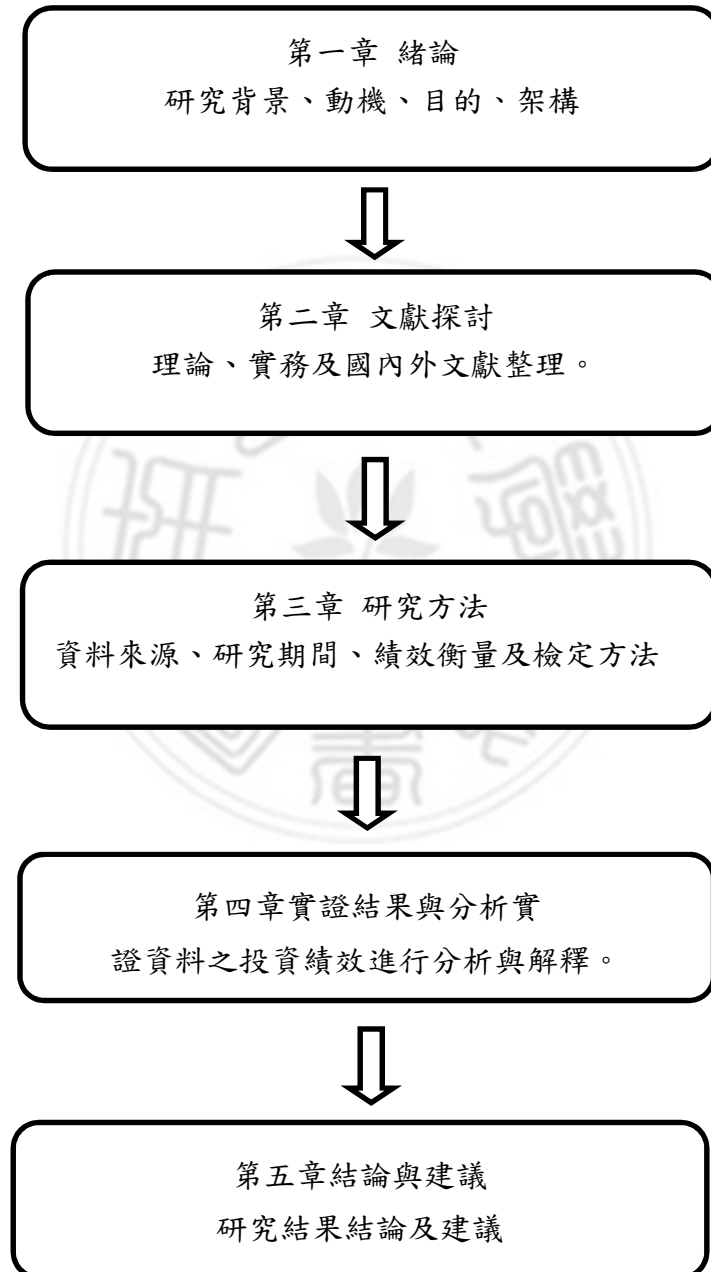 第一章 緒論
研究背景、動機、目的、架構
第二章 文獻探討
理論、實務及國內外文獻整理。
第三章 研究方法
資料來源、研究期間、績效衡量及檢定方法
第四章實證結果與分析實
證資料之投資績效進行分析與解釋。
第五章結論與建議
研究結果結論及建議